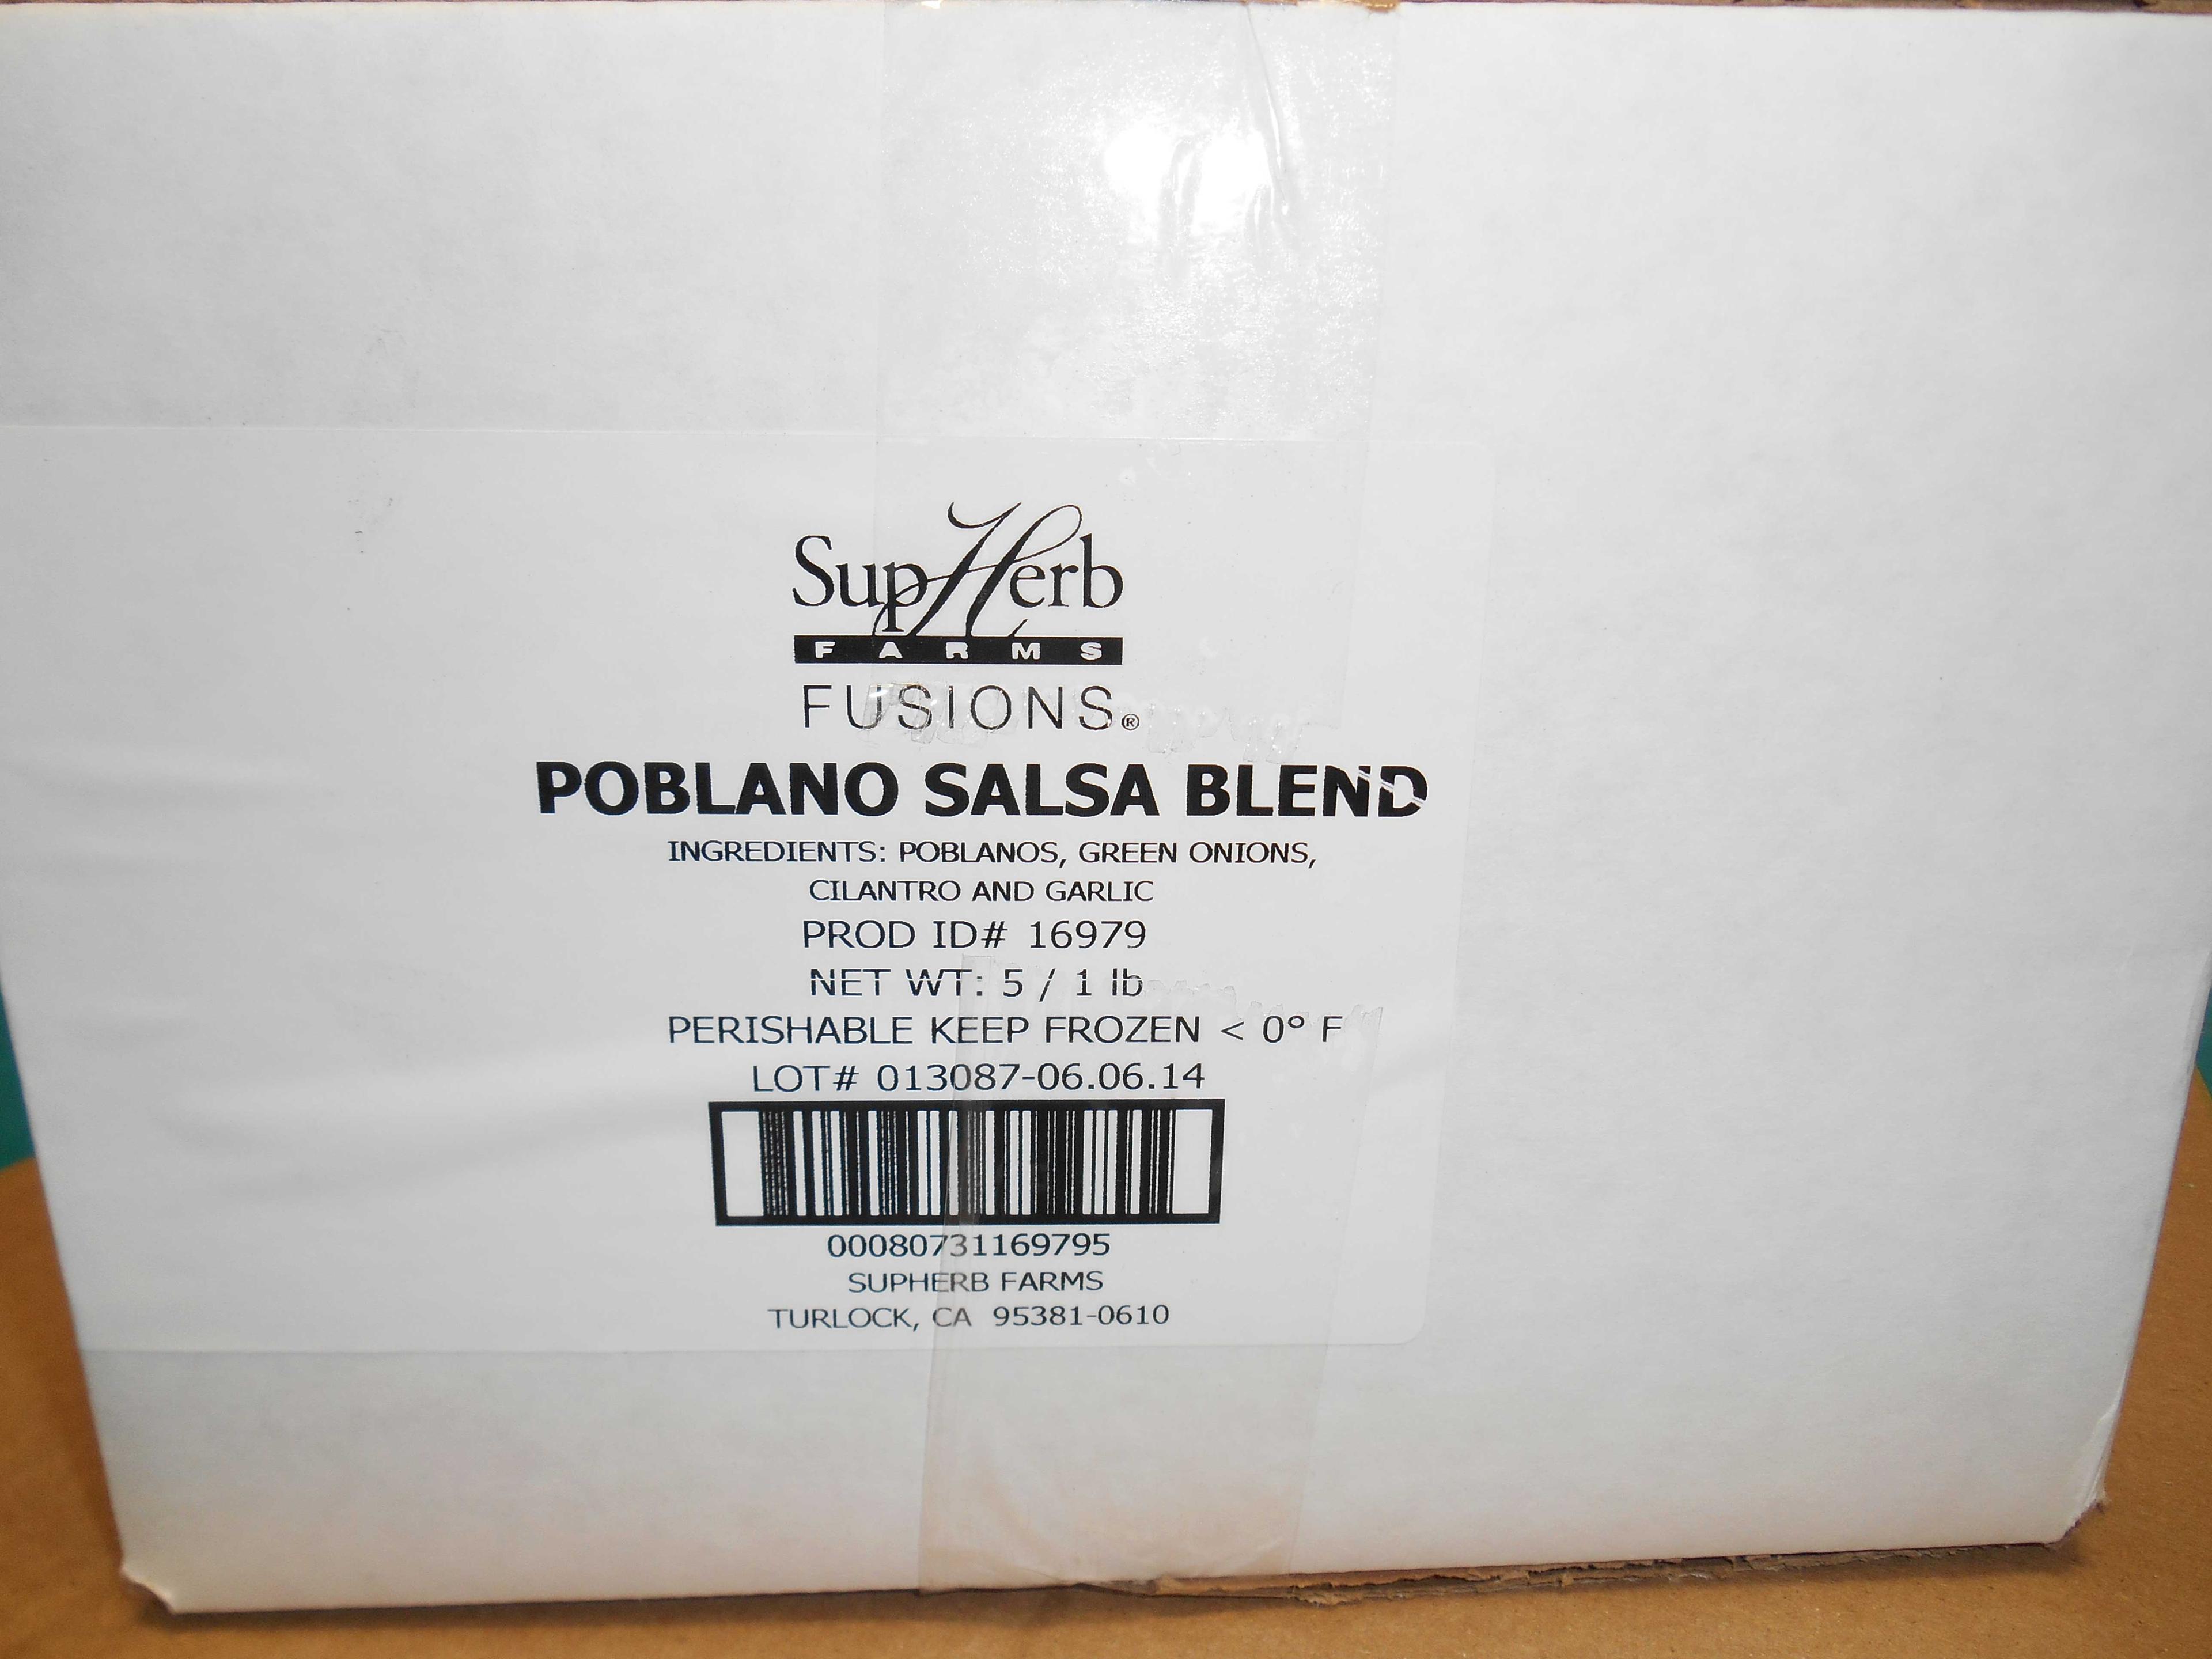 SupHerb
FARMS
FUSIONS®
POBLANO SALSA BLEND
INGREDIENTS: POBLANOS, GREEN ONIONS,
CILANTRO AND GARLIC
PROD ID# 16979
NET WT: 5 / 1 lb
PERISHABLE KEEP FROZEN < 0° F
LOT# 013087-06.06.14
00080731169795
SUPHERB FARMS
TURLOCK, CA 95381-0610